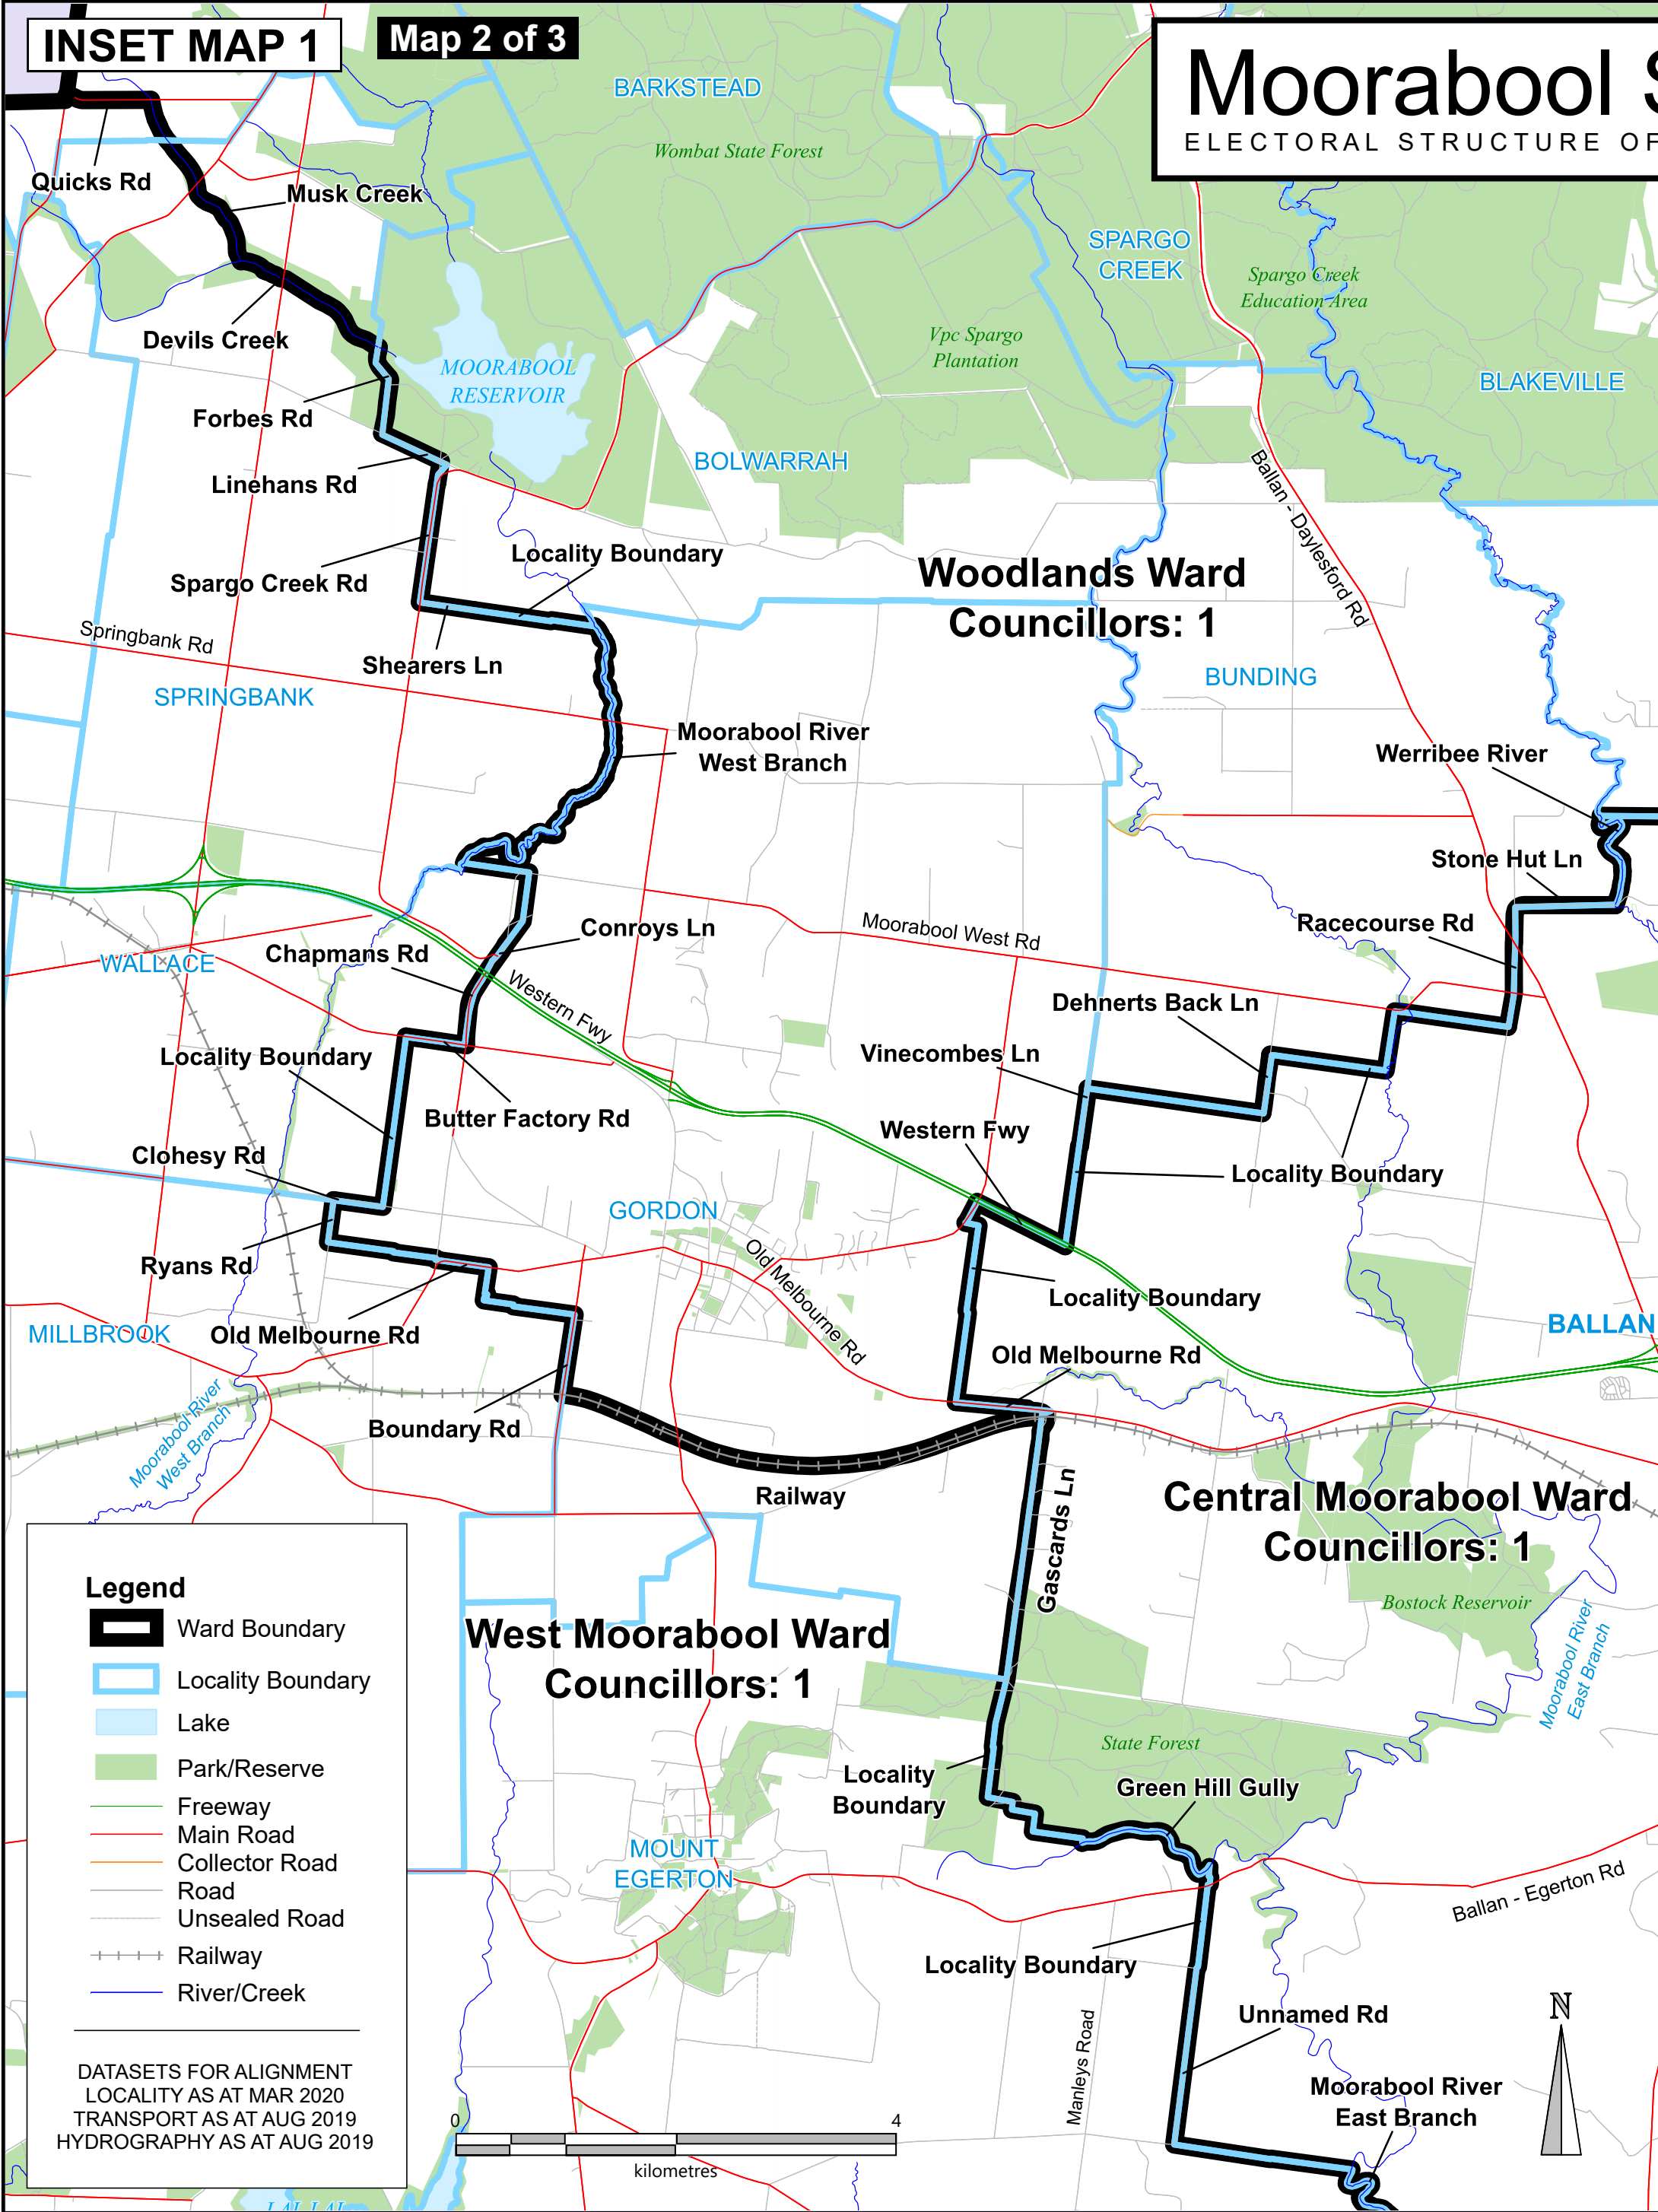 INSET MAP 1
Map 2 of 3
Moorabool S
ELECTORAL STRUCTURE OF
BARKSTEAD
Wombat State Forest
Quicks Rd
Musk Creek
SPARGO
CREEK
Spargo Creek
Education Area
Devils Creek
MOORABOOL
RESERVOIR
Vpc Spargo
Plantation
BLAKEVILLE
Forbes Rd
BOLWARRAH
Linehans Rd
Ballan - Daylesford Rd
Locality Boundary
Spargo Creek Rd
Woodlands Ward
Councillors: 1
Springbank Rd
Shearers Ln
SPRINGBANK
BUNDING
Moorabool River
West Branch
Werribee River
Stone Hut Ln
Racecourse Rd
Conroys Ln
Moorabool West Rd
Chapmans Rd
WALLACE
Western Fwy
Dehnerts Back Ln
Locality Boundary
Vinecombes Ln
Butter Factory Rd
Western Fwy
Clohesy Rd
Locality Boundary
GORDON
Ryans Rd
Old Melbourne Rd
Locality Boundary
MILLBROOK
Old Melbourne Rd
BALLAN
Old Melbourne Rd
Moorabool River
West Branch
Boundary Rd
Railway
Gascards Ln
Central Moorabool Ward
Councillors: 1
Bostock Reservoir
Moorabool River
East Branch
West Moorabool Ward
Councillors: 1
Legend
Ward Boundary
Locality Boundary
Lake
Park/Reserve
Freeway
Main Road
Collector Road
Road
Unsealed Road
Railway
River/Creek
DATASETS FOR ALIGNMENT
LOCALITY AS AT MAR 2020
TRANSPORT AS AT AUG 2019
HYDROGRAPHY AS AT AUG 2019
State Forest
Locality
Boundary
Green Hill Gully
MOUNT
EGERTON
Ballan - Egerton Rd
Locality Boundary
Manleys Road
Unnamed Rd
N
Moorabool River
East Branch
0 4
kilometres
LAL LAL